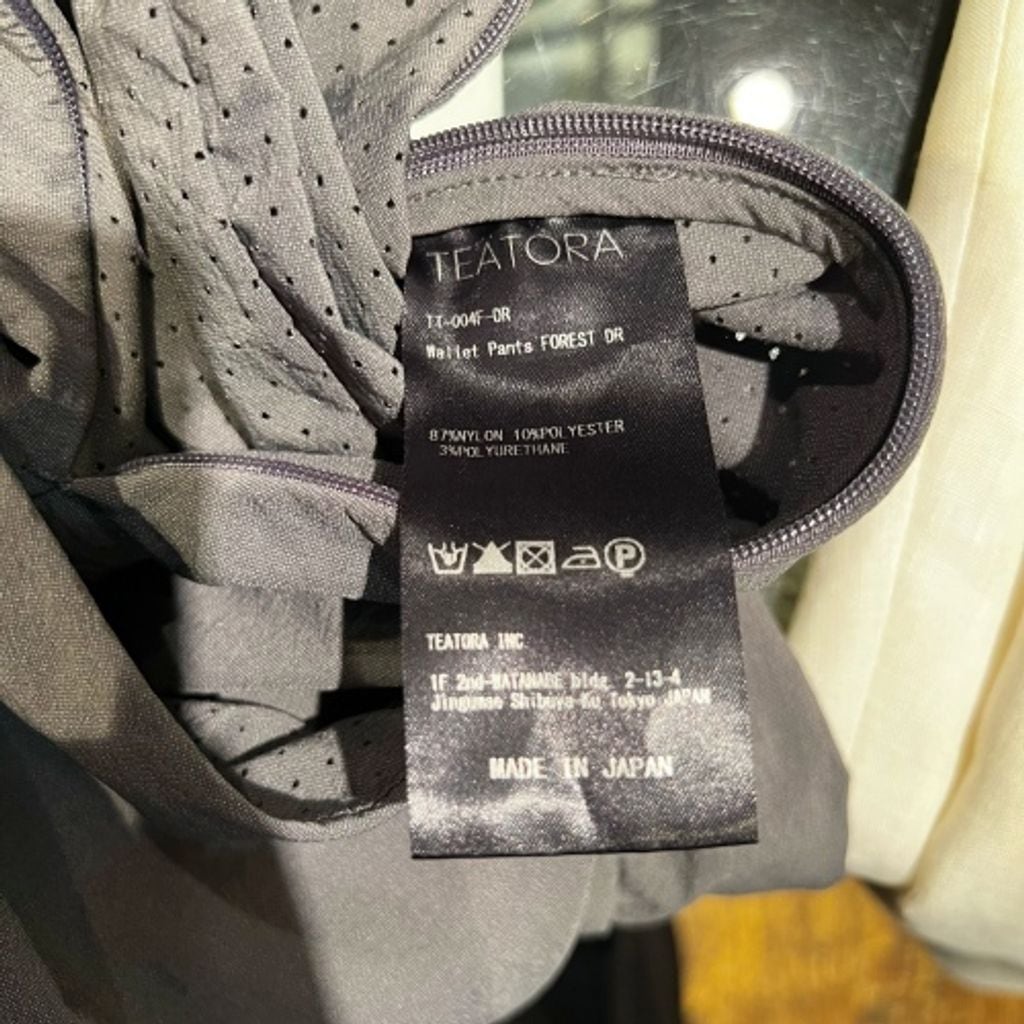 TEATORA
TT-004F-DR
Wallet Pants FOREST DR
87%NYLON 10%POLYESTER
3%POLYURETHANE
P
TEATORA INC
1F 2nd-WATANABE bldg. 2-13-4
Jingumae Shibuya-Ku Tokyo JAPAN
MADE IN JAPAN